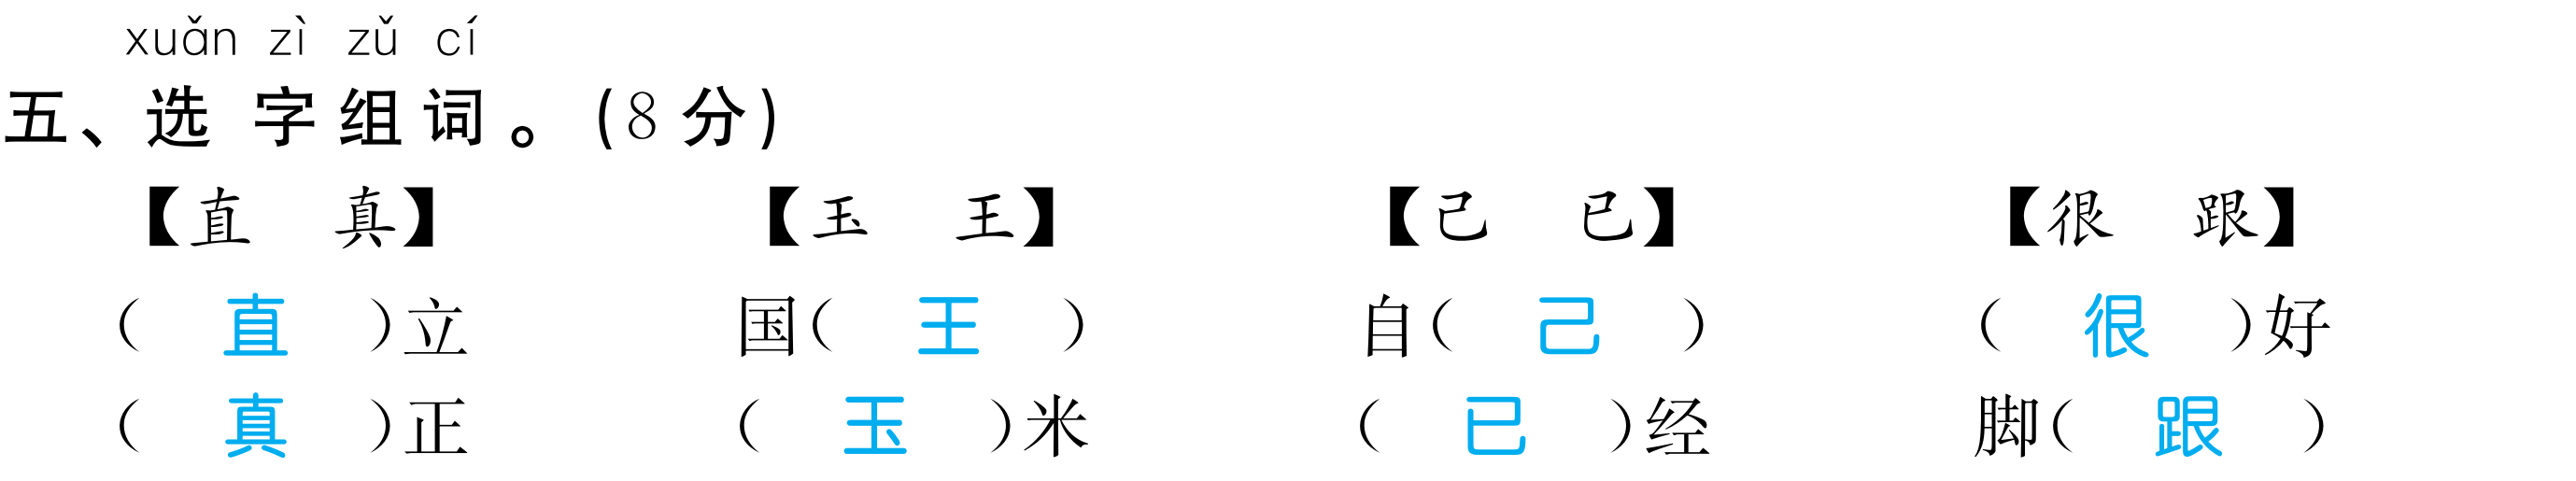 xuǎn zì zǔ cí
五、选字组词。(8分)
【直 真】 【玉 王】 【己 已】 【很 跟】
( 直 )立 国( 王 ) 自( 己 ) ( 很 )好
( 真 )正 ( 玉 )米 ( 已 )经 脚( 跟 )